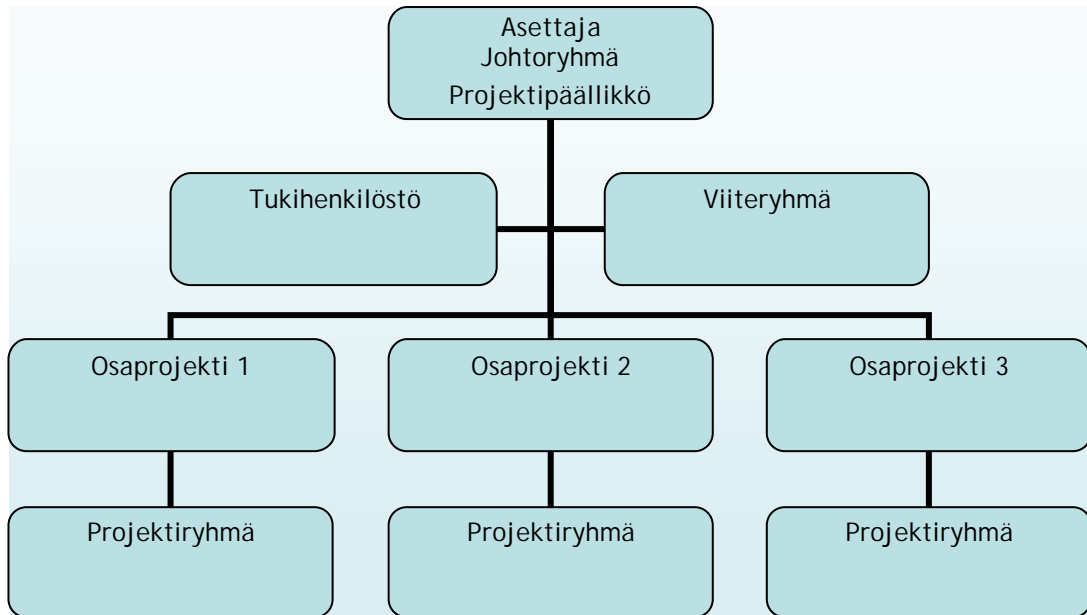 Asettaja
Johtoryhmä
Projektipäällikkö
Tukihenkilöstö
Viiteryhmä
Osaprojekti 1
Osaprojekti 2
Osaprojekti 3
Projektiryhmä
Projektiryhmä
Projektiryhmä